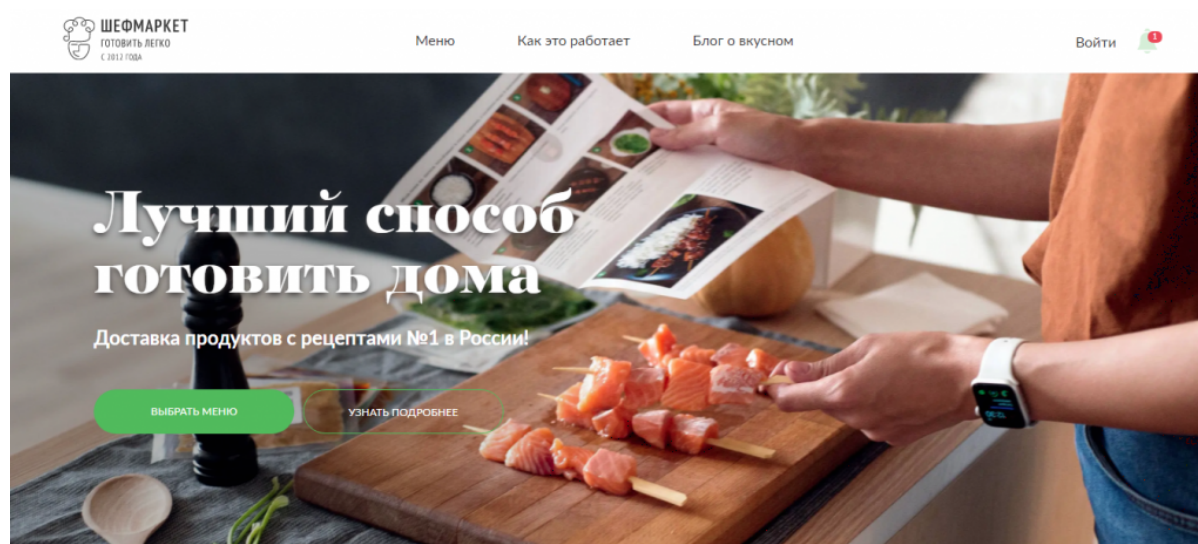 ШЕФМАРКЕТ
ГОТОВИТЬ ЛЕГКО
С 2012 ГОДА
Меню
Как это работает
Блог о вкусном
Войти
1
Лучший способ
готовить дома
Доставка продуктов с рецептами №1 в России!
ВЫБРАТЬ МЕНЮ
УЗНАТЬ ПОДРОБНЕЕ